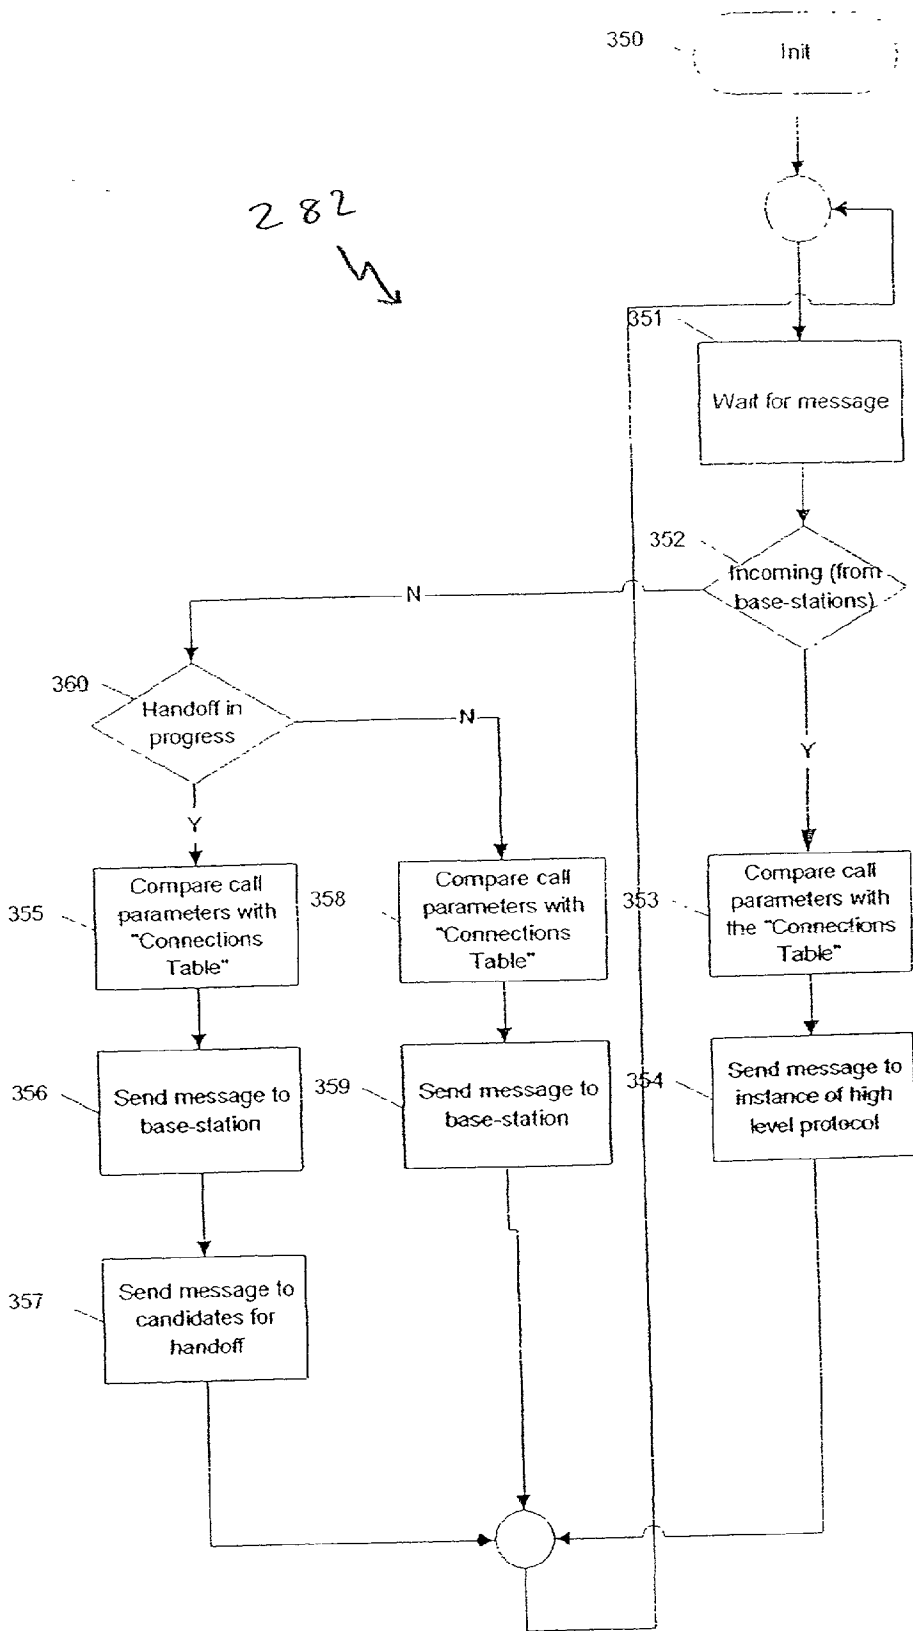 350
Init
282
351
Wait for message
352
Incoming (from
base-stations)
N
360
Handoff in
progress
N
Y
Y
355
Compare call
parameters with
"Connections
Table"
358
Compare call
parameters with
"Connections
Table"
353
Compare call
parameters with
the "Connections
Table"
356
Send message to
base-station
359
Send message to
base-station
354
Send message to
instance of high
level protocol
357
Send message to
candidates for
handoff